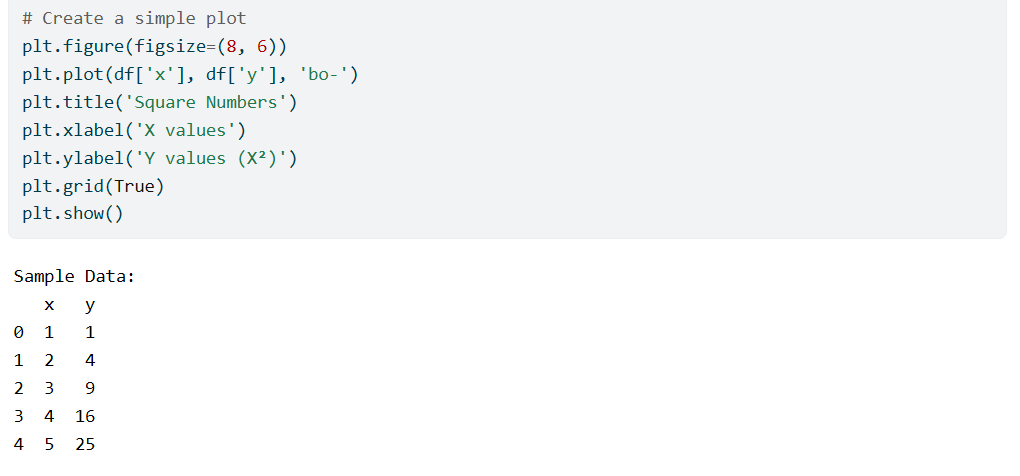 # Create a simple plot
plt.figure(figsize=(8, 6))
plt.plot(df['x'], df['y'], 'bo-')
plt.title('Square Numbers')
plt.xlabel('X values')
plt.ylabel('Y values (X²)')
plt.grid(True)
plt.show()
Sample Data:
   x   y
0  1   1
1  2   4
2  3   9
3  4  16
4  5  25